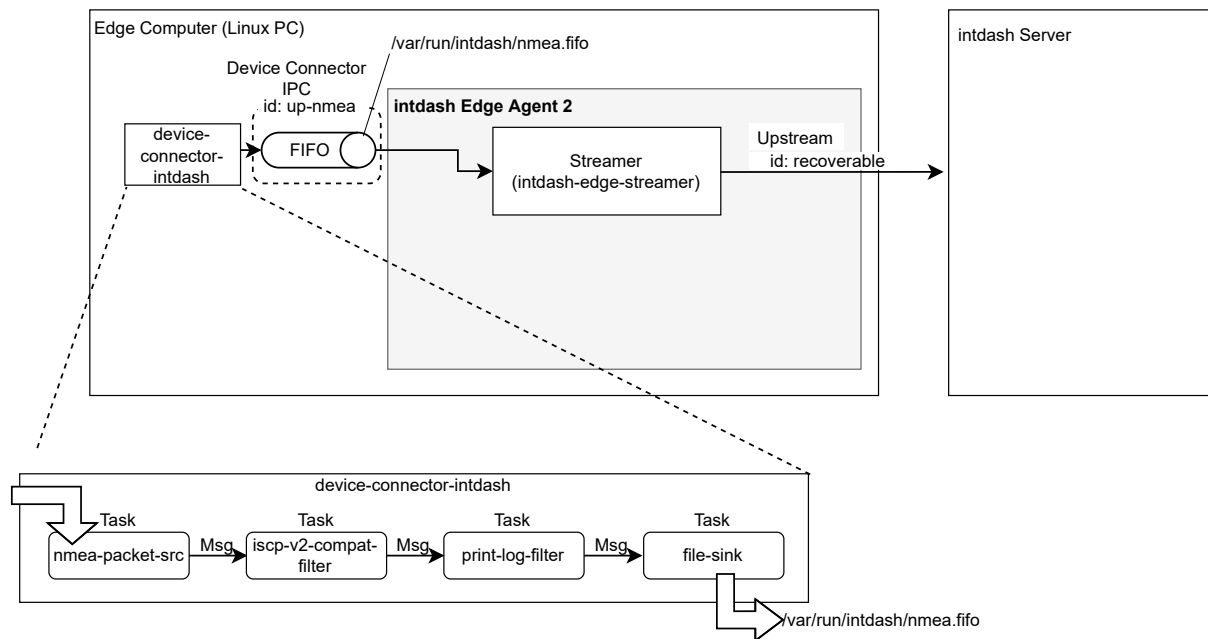 Edge Computer (Linux PC)
intdash Server
/var/run/intdash/nmea.fifo
Device Connector
IPC
id: up-nmea
intdash Edge Agent 2
device-
connector-
intdash
FIFO
Streamer
(intdash-edge-streamer)
Upstream
id: recoverable
device-connector-intdash
Task
Task
Task
Task
nmea-packet-src
Msg
iscp-v2-compat-
filter
Msg
print-log-filter
Msg
file-sink
/var/run/intdash/nmea.fifo